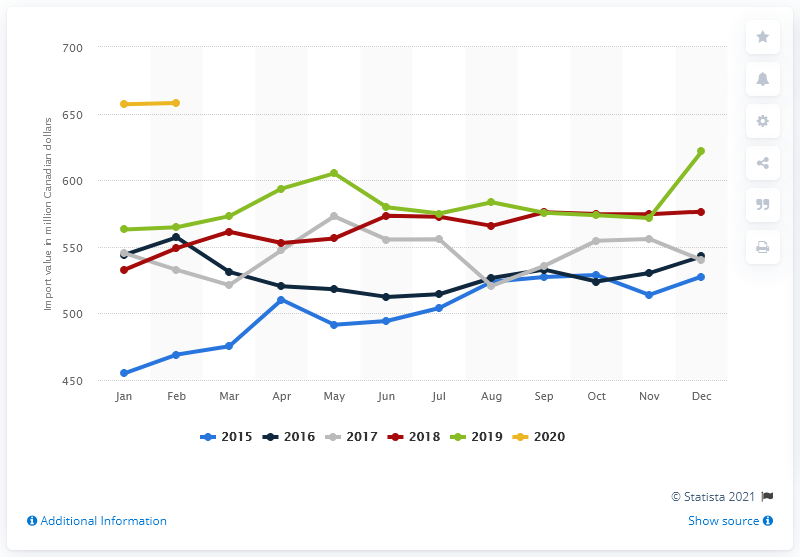 700
650
600
550
500
450
Import value in million Canadian dollars
Jan Feb Mar Apr May Jun Jul Aug Sep Oct Nov Dec
2015 2016 2017 2018 2019 2020
© Statista 2021
Additional Information
Show source